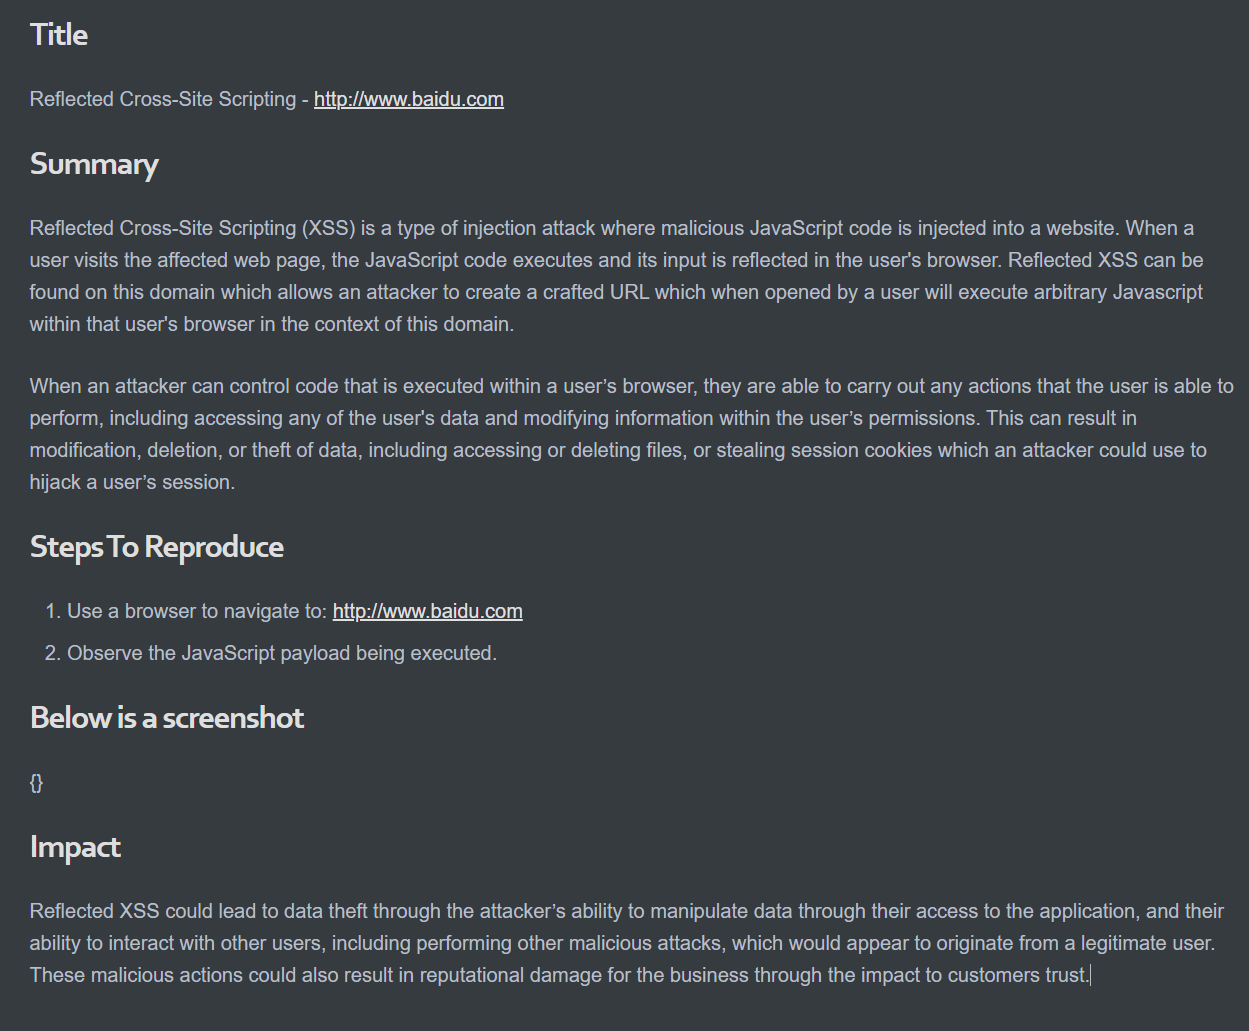 Title
Reflected Cross-Site Scripting - http://www.baidu.com
Summary
Reflected Cross-Site Scripting (XSS) is a type of injection attack where malicious JavaScript code is injected into a website. When a
user visits the affected web page, the JavaScript code executes and its input is reflected in the user's browser. Reflected XSS can be
found on this domain which allows an attacker to create a crafted URL which when opened by a user will execute arbitrary Javascript
within that user's browser in the context of this domain.
When an attacker can control code that is executed within a user’s browser, they are able to carry out any actions that the user is able to
perform, including accessing any of the user's data and modifying information within the user’s permissions. This can result in
modification, deletion, or theft of data, including accessing or deleting files, or stealing session cookies which an attacker could use to
hijack a user’s session.
Steps To Reproduce
1. Use a browser to navigate to: http://www.baidu.com
2. Observe the JavaScript payload being executed.
Below is a screenshot
{}
Impact
Reflected XSS could lead to data theft through the attacker’s ability to manipulate data through their access to the application, and their
ability to interact with other users, including performing other malicious attacks, which would appear to originate from a legitimate user.
These malicious actions could also result in reputational damage for the business through the impact to customers trust.